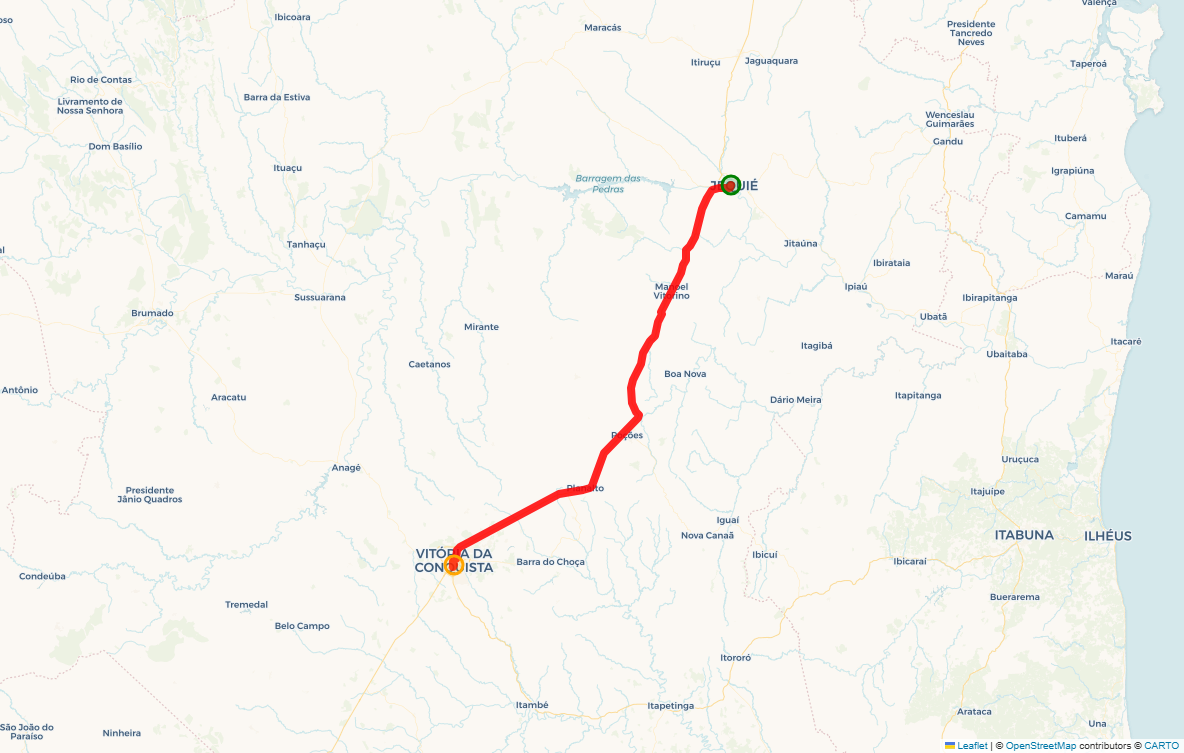 Valença
Ibicoara
Maracás
Presidente
Tancredo
Neves
Itiruçu
Jaguaquara
Taperoá
Rio de Contas
Livramento de
Nossa Senhora
Barra da Estiva
Wenceslau
Guimarães
Gandu
Ituberá
Dom Basílio
Ituaçu
Igrapiúna
Barragem das
Pedras
Camamu
Tanhaçu
Jitaúna
Ibirataia
Maraú
Ipiaú
Sussuarana
Ibirapitanga
Brumado
Mirante
Ubatã
Itacaré
Itagibá
Ubaitaba
Caetanos
Boa Nova
Antônio
Aracatu
Dário Meira
Itapitanga
Anagé
Uruçuca
Presidente
Jânio Quadros
Itajuípe
Iguaí
Nova Canaã
ITABUNA
ILHÉUS
Ibicuí
VITÓRIA DA
CONQUISTA
Barra do Choça
Ibicaraí
Condeúba
Buerarema
Tremedal
Belo Campo
Itororó
Itambé
Itapetinga
Arataca
Una
São João do
Paraíso
Ninheira
Leaflet | © OpenStreetMap contributors © CARTO